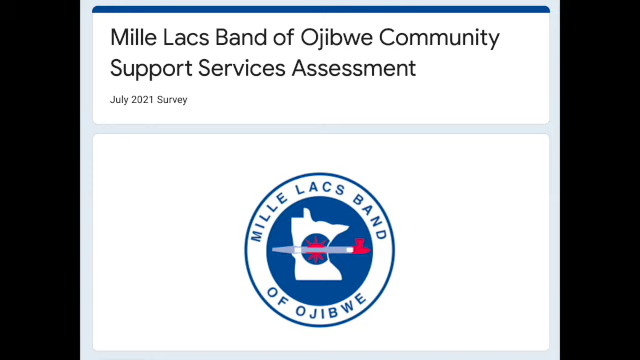 Mille Lacs Band of Ojibwe Community
Support Services Assessment
July 2021 Survey
MILLE LACS BAND
OF OJIBWE